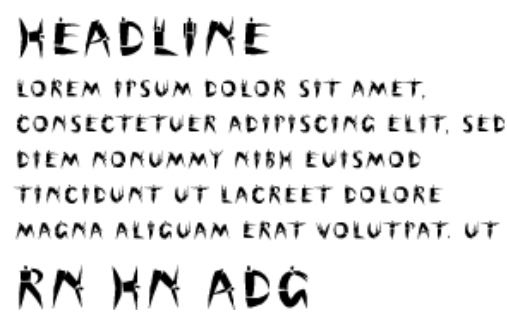 HEADLINE
LOREM IPSUM DOLOR SIT AMET,
CONSECTETUER ADIPISCING ELIT, SED
DIEM NONUMMY NIBH EUISMOD
TINCIDUNT UT LACREET DOLORE
MAGNA ALIGUAM ERAT VOLUTPAT. UT
RN HN ADG